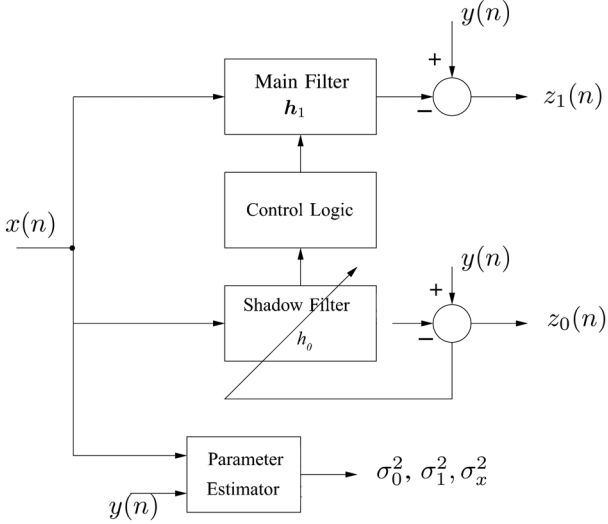 y(n)
+
Main Filter
h₁
−
z₁(n)
Control Logic
x(n)
y(n)
+
Shadow Filter
h₀
−
z₀(n)
Parameter
Estimator
σ₀², σ₁², σₓ²
y(n)